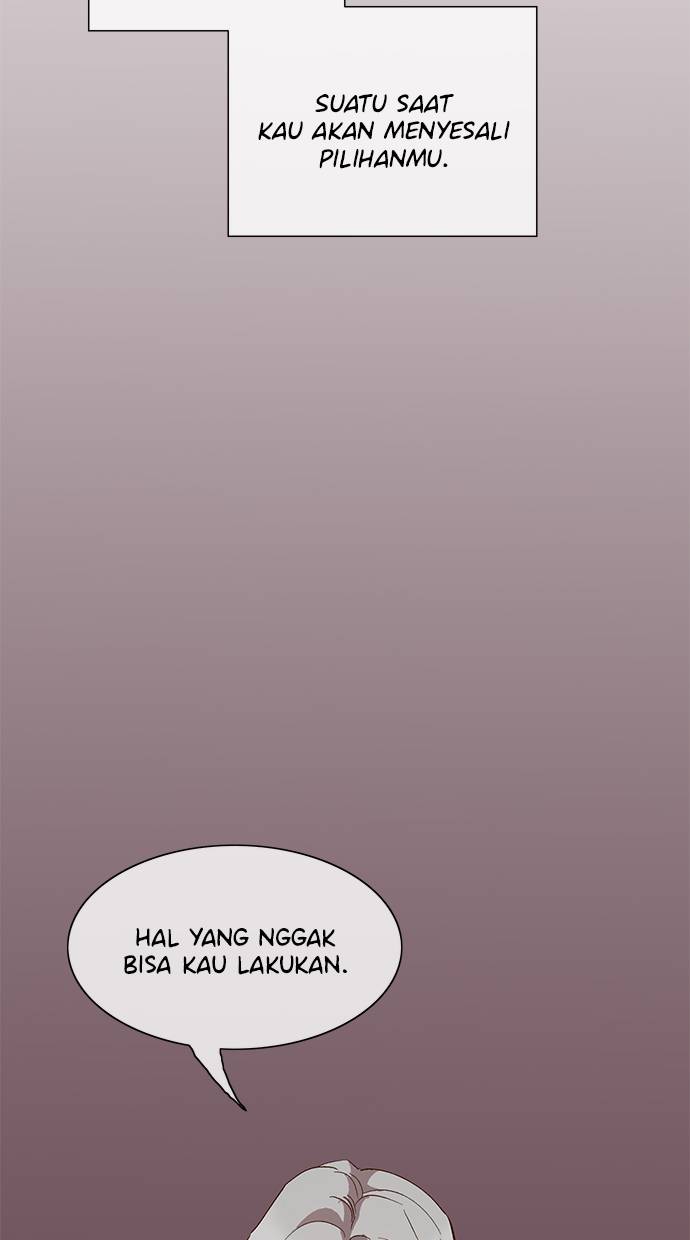 SUATU SAAT
KAU AKAN MENYESALI
PILIHANMU.
HAL YANG NGGAK
BISA KAU LAKUKAN.